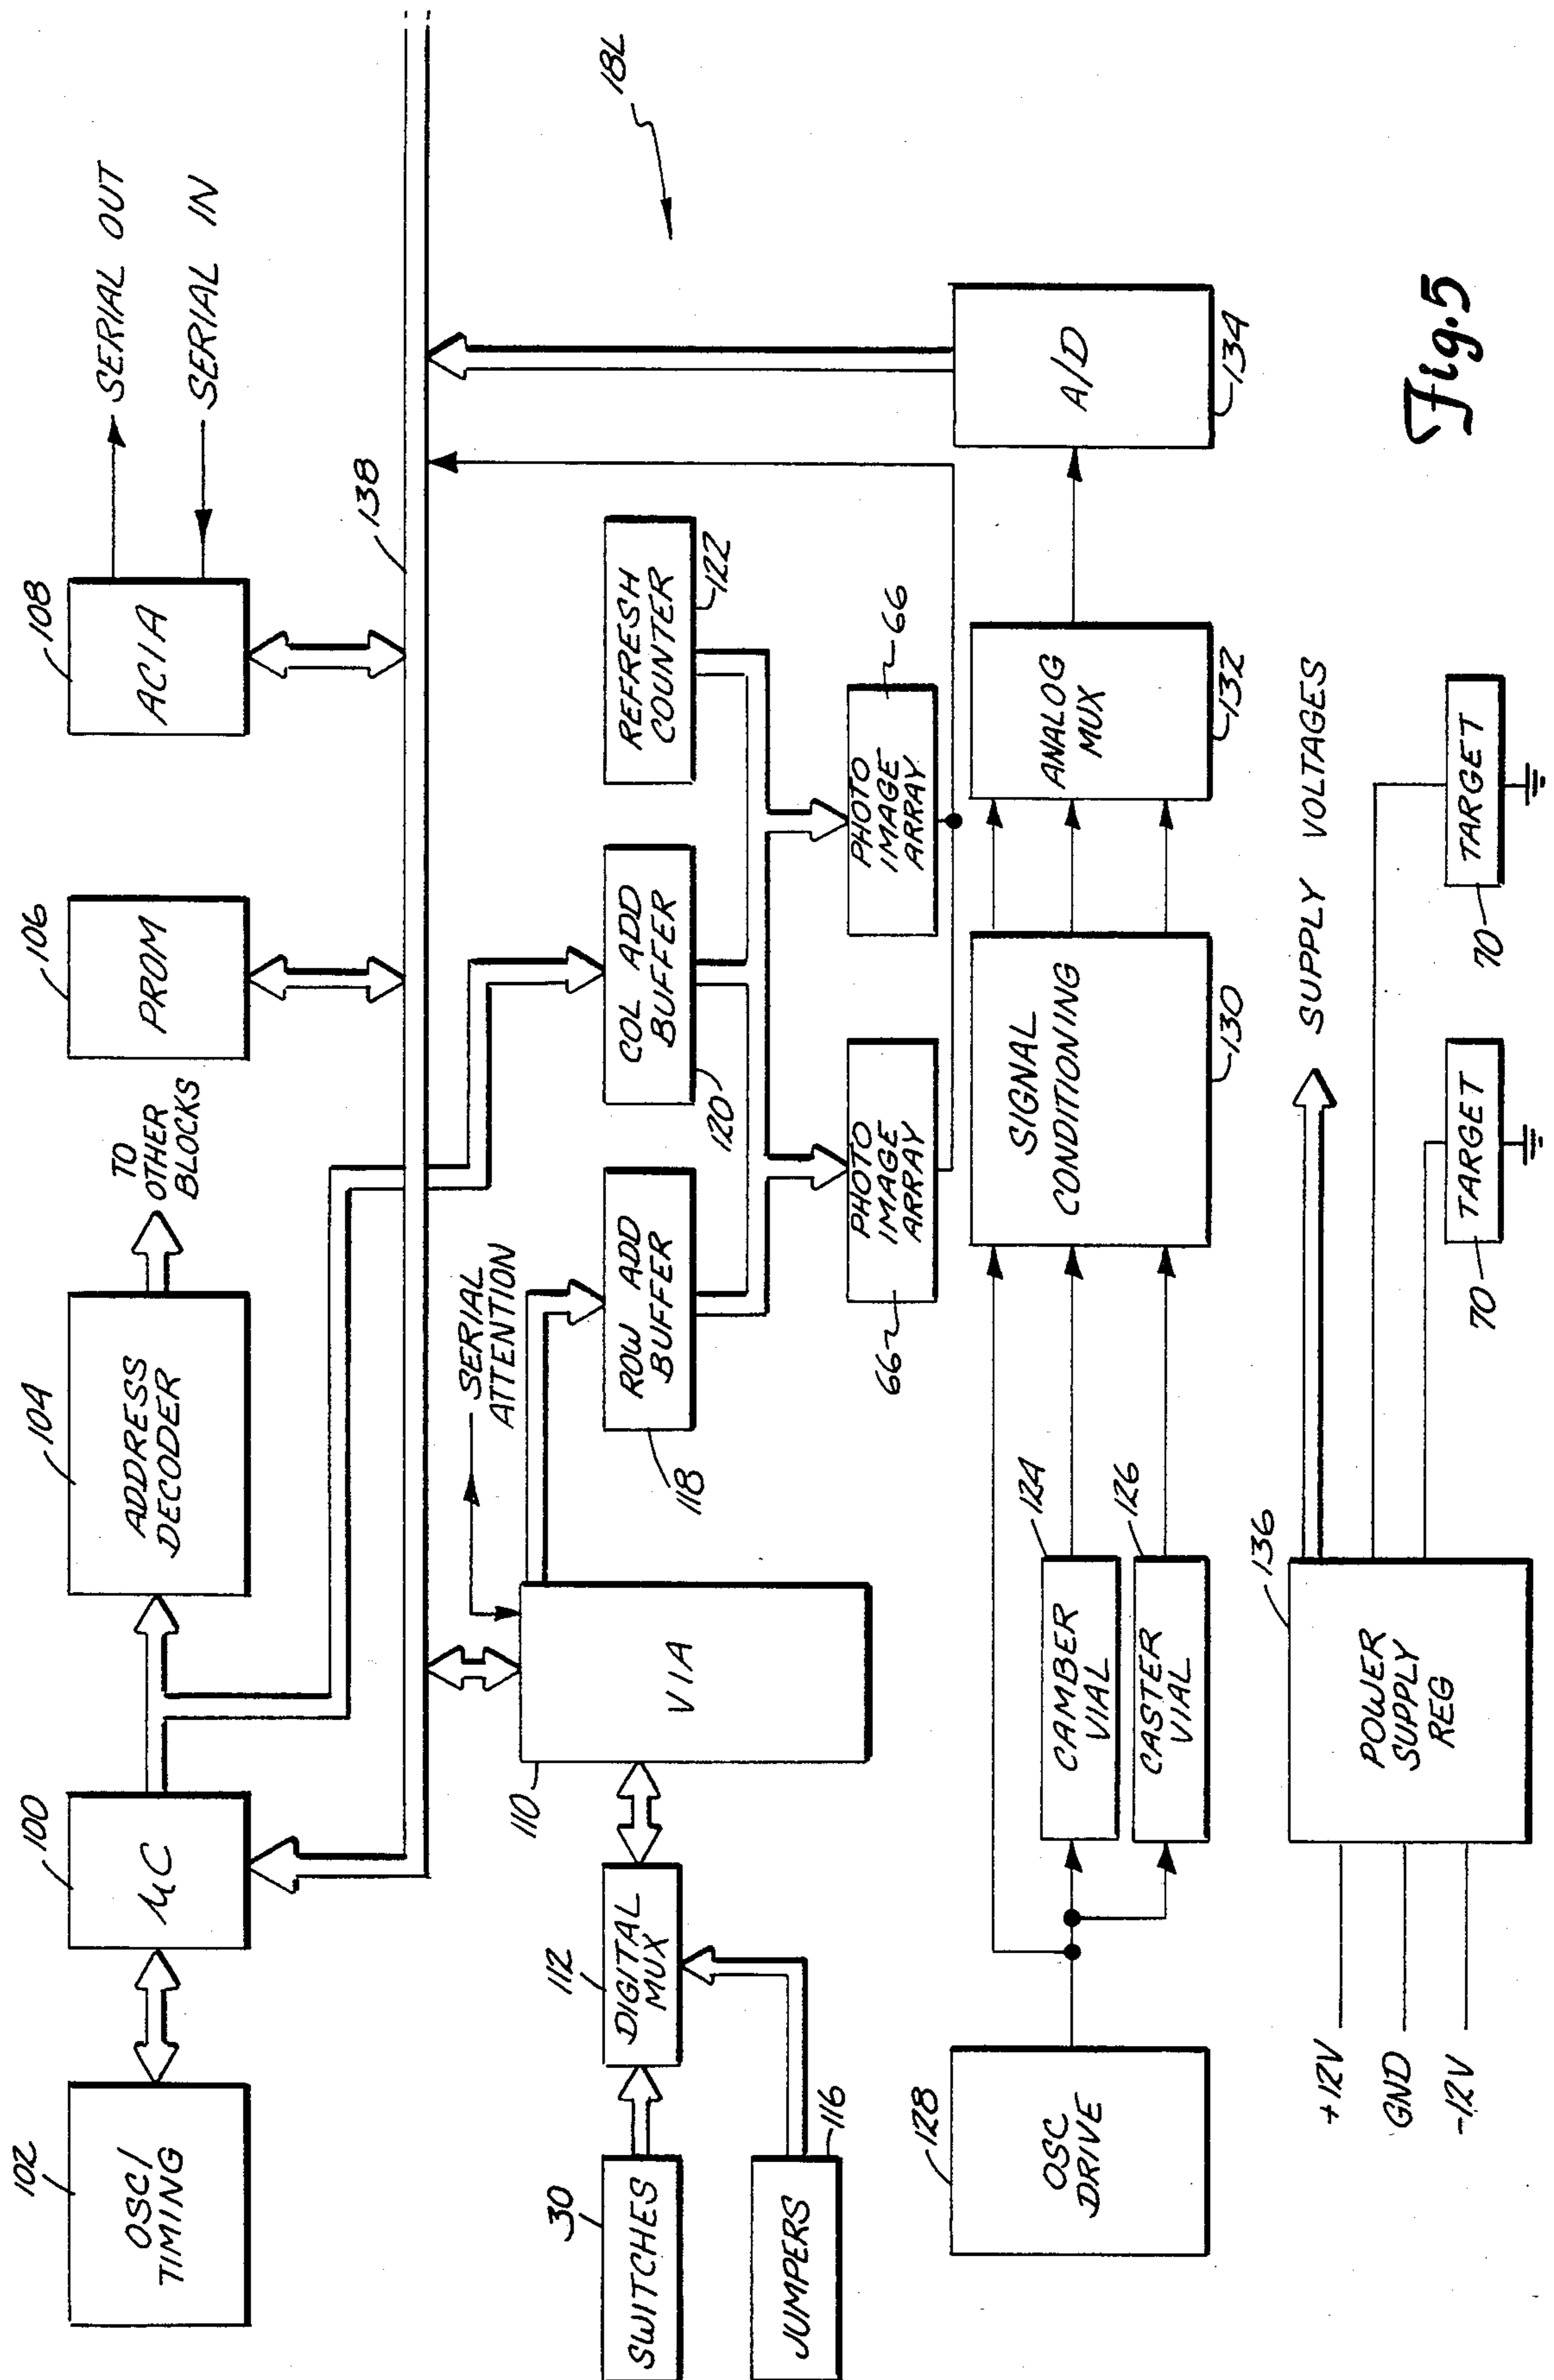 102
OSC/
TIMING
100
µC
104
ADDRESS
DECODER
TO
OTHER
BLOCKS
106
PROM
108
ACIA
SERIAL OUT
SERIAL IN
138
30
SWITCHES
116
JUMPERS
112
DIGITAL
MUX
110
VIA
SERIAL
ATTENTION
118
ROW ADD
BUFFER
120
COL ADD
BUFFER
122
REFRESH
COUNTER
66
PHOTO
IMAGE
ARRAY
66
PHOTO
IMAGE
ARRAY
18L
128
OSC
DRIVE
124
CAMBER
VIAL
126
CASTER
VIAL
130
SIGNAL
CONDITIONING
132
ANALOG
MUX
134
A/D
+12V
GND
-12V
136
POWER
SUPPLY
REG
SUPPLY VOLTAGES
70
TARGET
70
TARGET
Fig.5